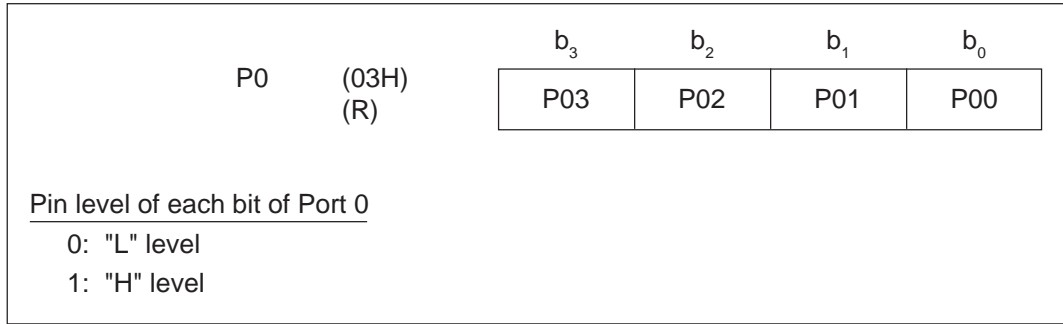 b3 b2 b1 b0
P0 (03H) P03 P02 P01 P00
(R)
Pin level of each bit of Port 0
0: "L" level
1: "H" level